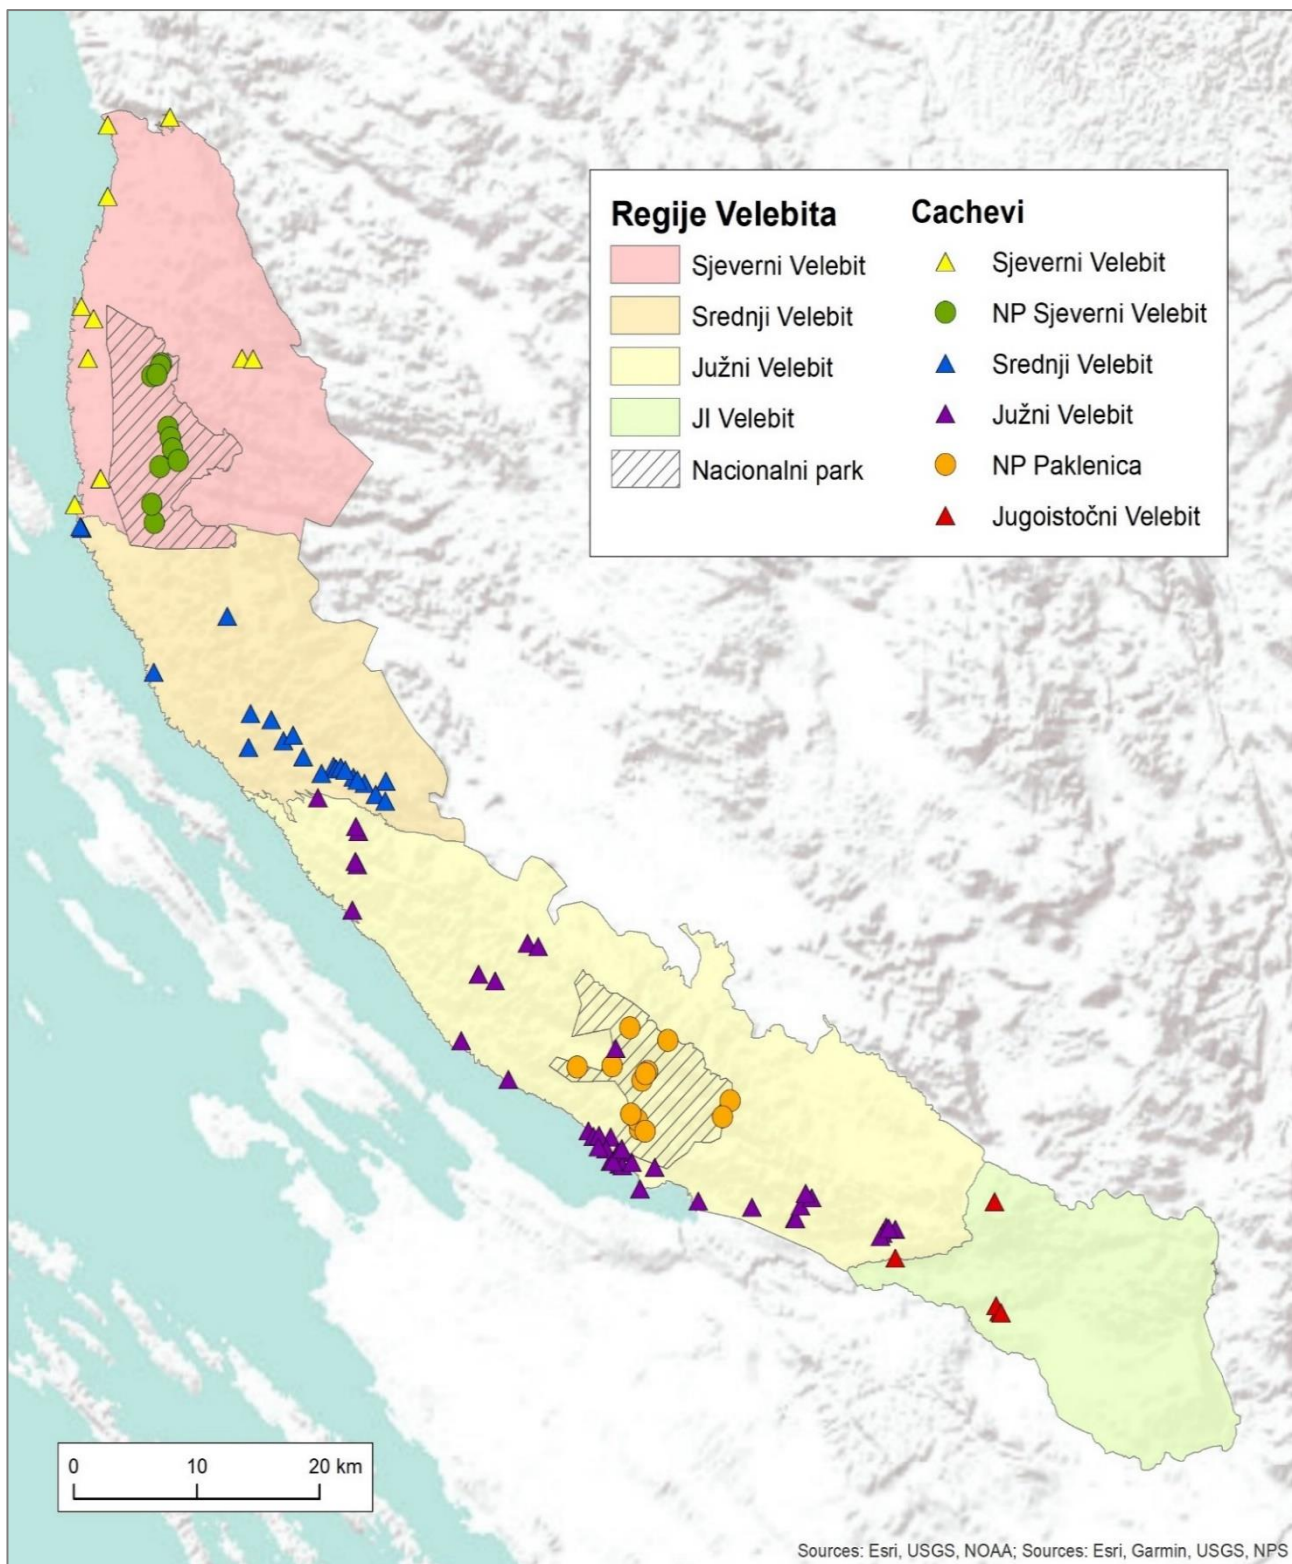 Regije Velebita
Sjeverni Velebit
Srednji Velebit
Južni Velebit
JI Velebit
Nacionalni park
Cachevi
Sjeverni Velebit
NP Sjeverni Velebit
Srednji Velebit
Južni Velebit
NP Paklenica
Jugoistočni Velebit
0 10 20 km
Sources: Esri, USGS, NOAA; Sources: Esri, Garmin, USGS, NPS